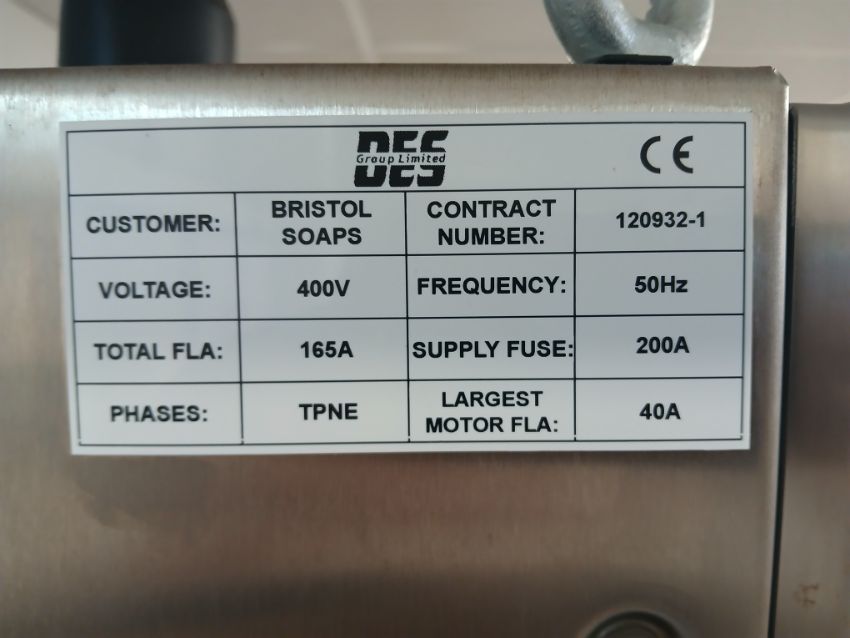 DES
Group Limited
CE
CUSTOMER: BRISTOL SOAPS CONTRACT NUMBER: 120932-1
VOLTAGE: 400V FREQUENCY: 50Hz
TOTAL FLA: 165A SUPPLY FUSE: 200A
PHASES: TPNE LARGEST MOTOR FLA: 40A